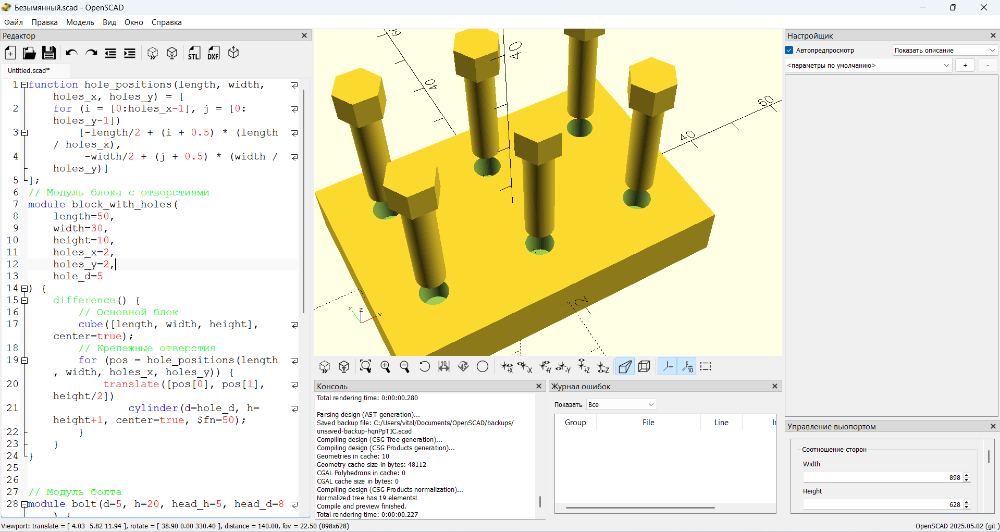 Безымянный.scad - OpenSCAD
Файл Правка Модель Вид Окно Справка
Редактор
STL DXF
Untitled.scad*
1 function hole_positions(length, width,
holes_x, holes_y) = [
2 for (i = [0:holes_x-1], j = [0:
holes_y-1])
3 [-length/2 + (i + 0.5) * (length
/ holes_x),
4 -width/2 + (j + 0.5) * (width /
holes_y)]
5 ];
6 // Модуль блока с отверстиями
7 module block_with_holes(
8 length=50,
9 width=30,
10 height=10,
11 holes_x=2,
12 holes_y=2,
13 hole_d=5
14 ) {
15 difference() {
16 // Основной блок
17 cube([length, width, height],
center=true);
18 // Крепежные отверстия
19 for (pos = hole_positions(length
, width, holes_x, holes_y)) {
20 translate([pos[0], pos[1],
height/2])
21 cylinder(d=hole_d, h=
height+1, center=true, $fn=50);
22 }
23 }
24 }
25
26
27 // Модуль болта
28 module bolt(d=5, h=20, head_h=5, head_d=8
) {
40
40
60
40
x
y
z
10 45 +X -X +Y -Y +Z -Z 10
Консоль
Total rendering time: 0:00:00.280
Parsing design (AST generation)...
Saved backup file: C:/Users/vital/Documents/OpenSCAD/backups/
unsaved-backup-hqnPpTIC.scad
Compiling design (CSG Tree generation)...
Compiling design (CSG Products generation)...
Geometries in cache: 10
Geometry cache size in bytes: 48112
CGAL Polyhedrons in cache: 0
CGAL cache size in bytes: 0
Compiling design (CSG Products normalization)...
Normalized tree has 19 elements!
Compile and preview finished.
Total rendering time: 0:00:00.227
Журнал ошибок
Показать Все
Group File Line
Настройщик
Автопредпросмотр Показать описание
<параметры по умолчанию> + -
Управление вьюпортом
Соотношение сторон
Width
898
Height
628
Viewport: translate = [ 4.03 -5.82 11.94 ], rotate = [ 38.90 0.00 330.40 ], distance = 140.00, fov = 22.50 (898x628)
OpenSCAD 2025.05.02 (git )